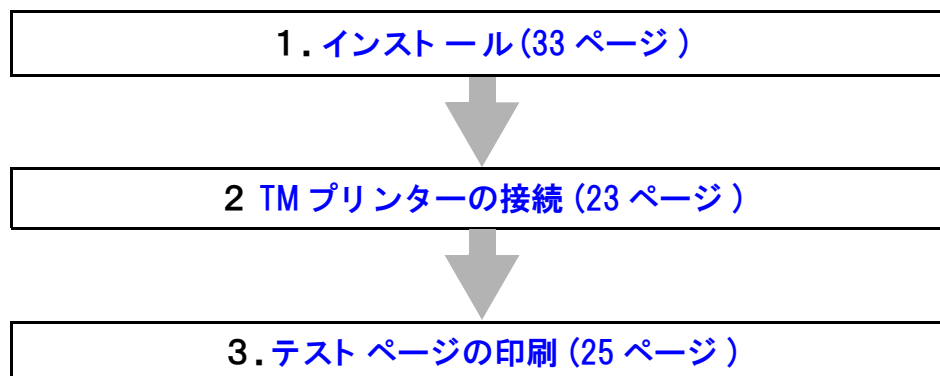 1. インストール (33 ページ )
2 TM プリンターの接続 (23 ページ )
3. テスト ページの印刷 (25 ページ )